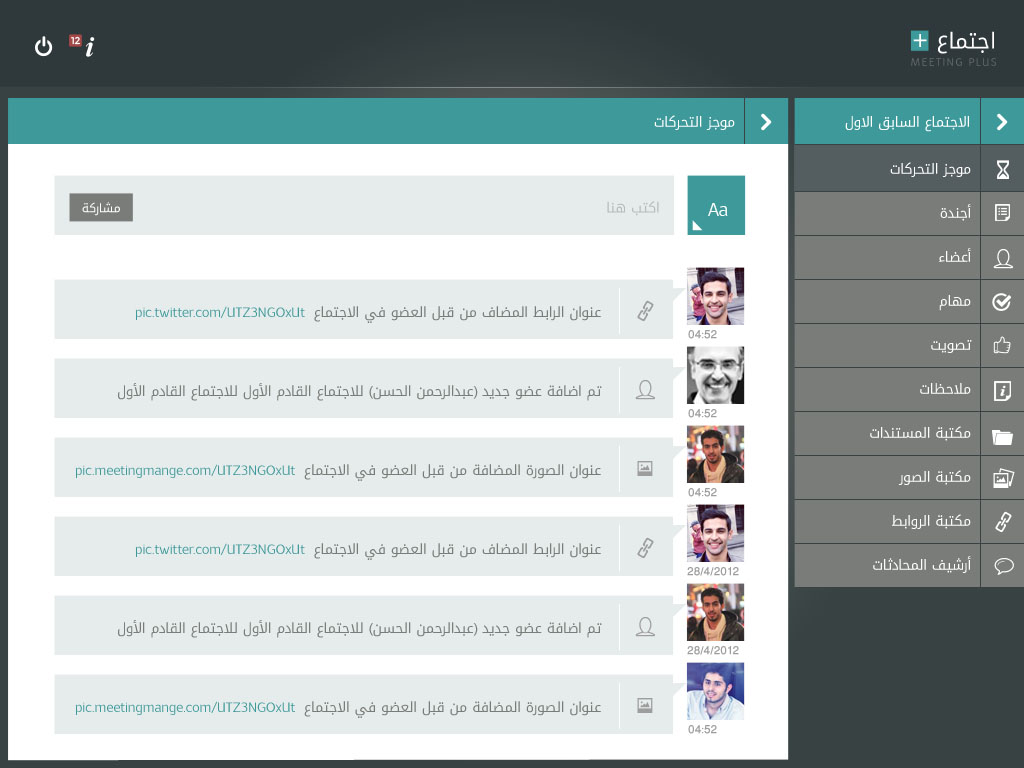 اجتماع
MEETING PLUS
12
i
الاجتماع السابق الاول
موجز التحركات
أجندة
أعضاء
مهام
تصويت
ملاحظات
مكتبة المستندات
مكتبة الصور
مكتبة الروابط
أرشيف المحادثات
موجز التحركات
Aa
اكتب هنا
مشاركة
عنوان الرابط المضاف من قبل العضو في الاجتماع pic.twitter.com/UTZ3NGOxUt
04:52
تم اضافة عضو جديد (عبدالرحمن الحسن) للاجتماع القادم الأول للاجتماع القادم الأول
04:52
عنوان الصورة المضافة من قبل العضو في الاجتماع pic.meetingmange.com/UTZ3NGOxUt
04:52
عنوان الرابط المضاف من قبل العضو في الاجتماع pic.twitter.com/UTZ3NGOxUt
28/4/2012
تم اضافة عضو جديد (عبدالرحمن الحسن) للاجتماع القادم الأول للاجتماع القادم الأول
28/4/2012
عنوان الصورة المضافة من قبل العضو في الاجتماع pic.meetingmange.com/UTZ3NGOxUt
04:52